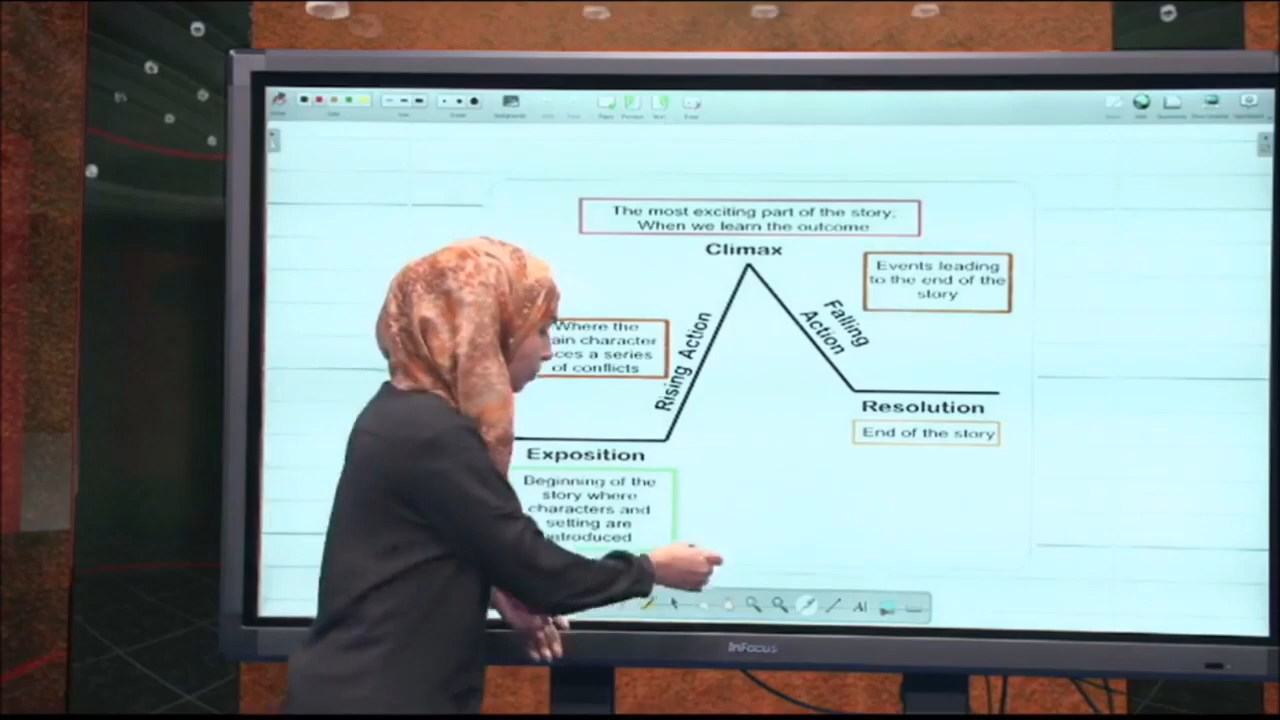 The most exciting part of the story.
When we learn the outcome
Climax
Events leading
to the end of the
story
Falling
Action
Where the
ain character
ces a series
of conflicts
Rising Action
Resolution
End of the story
Exposition
Beginning of the
story where
characters and
setting are
introduced
AI
InFocus